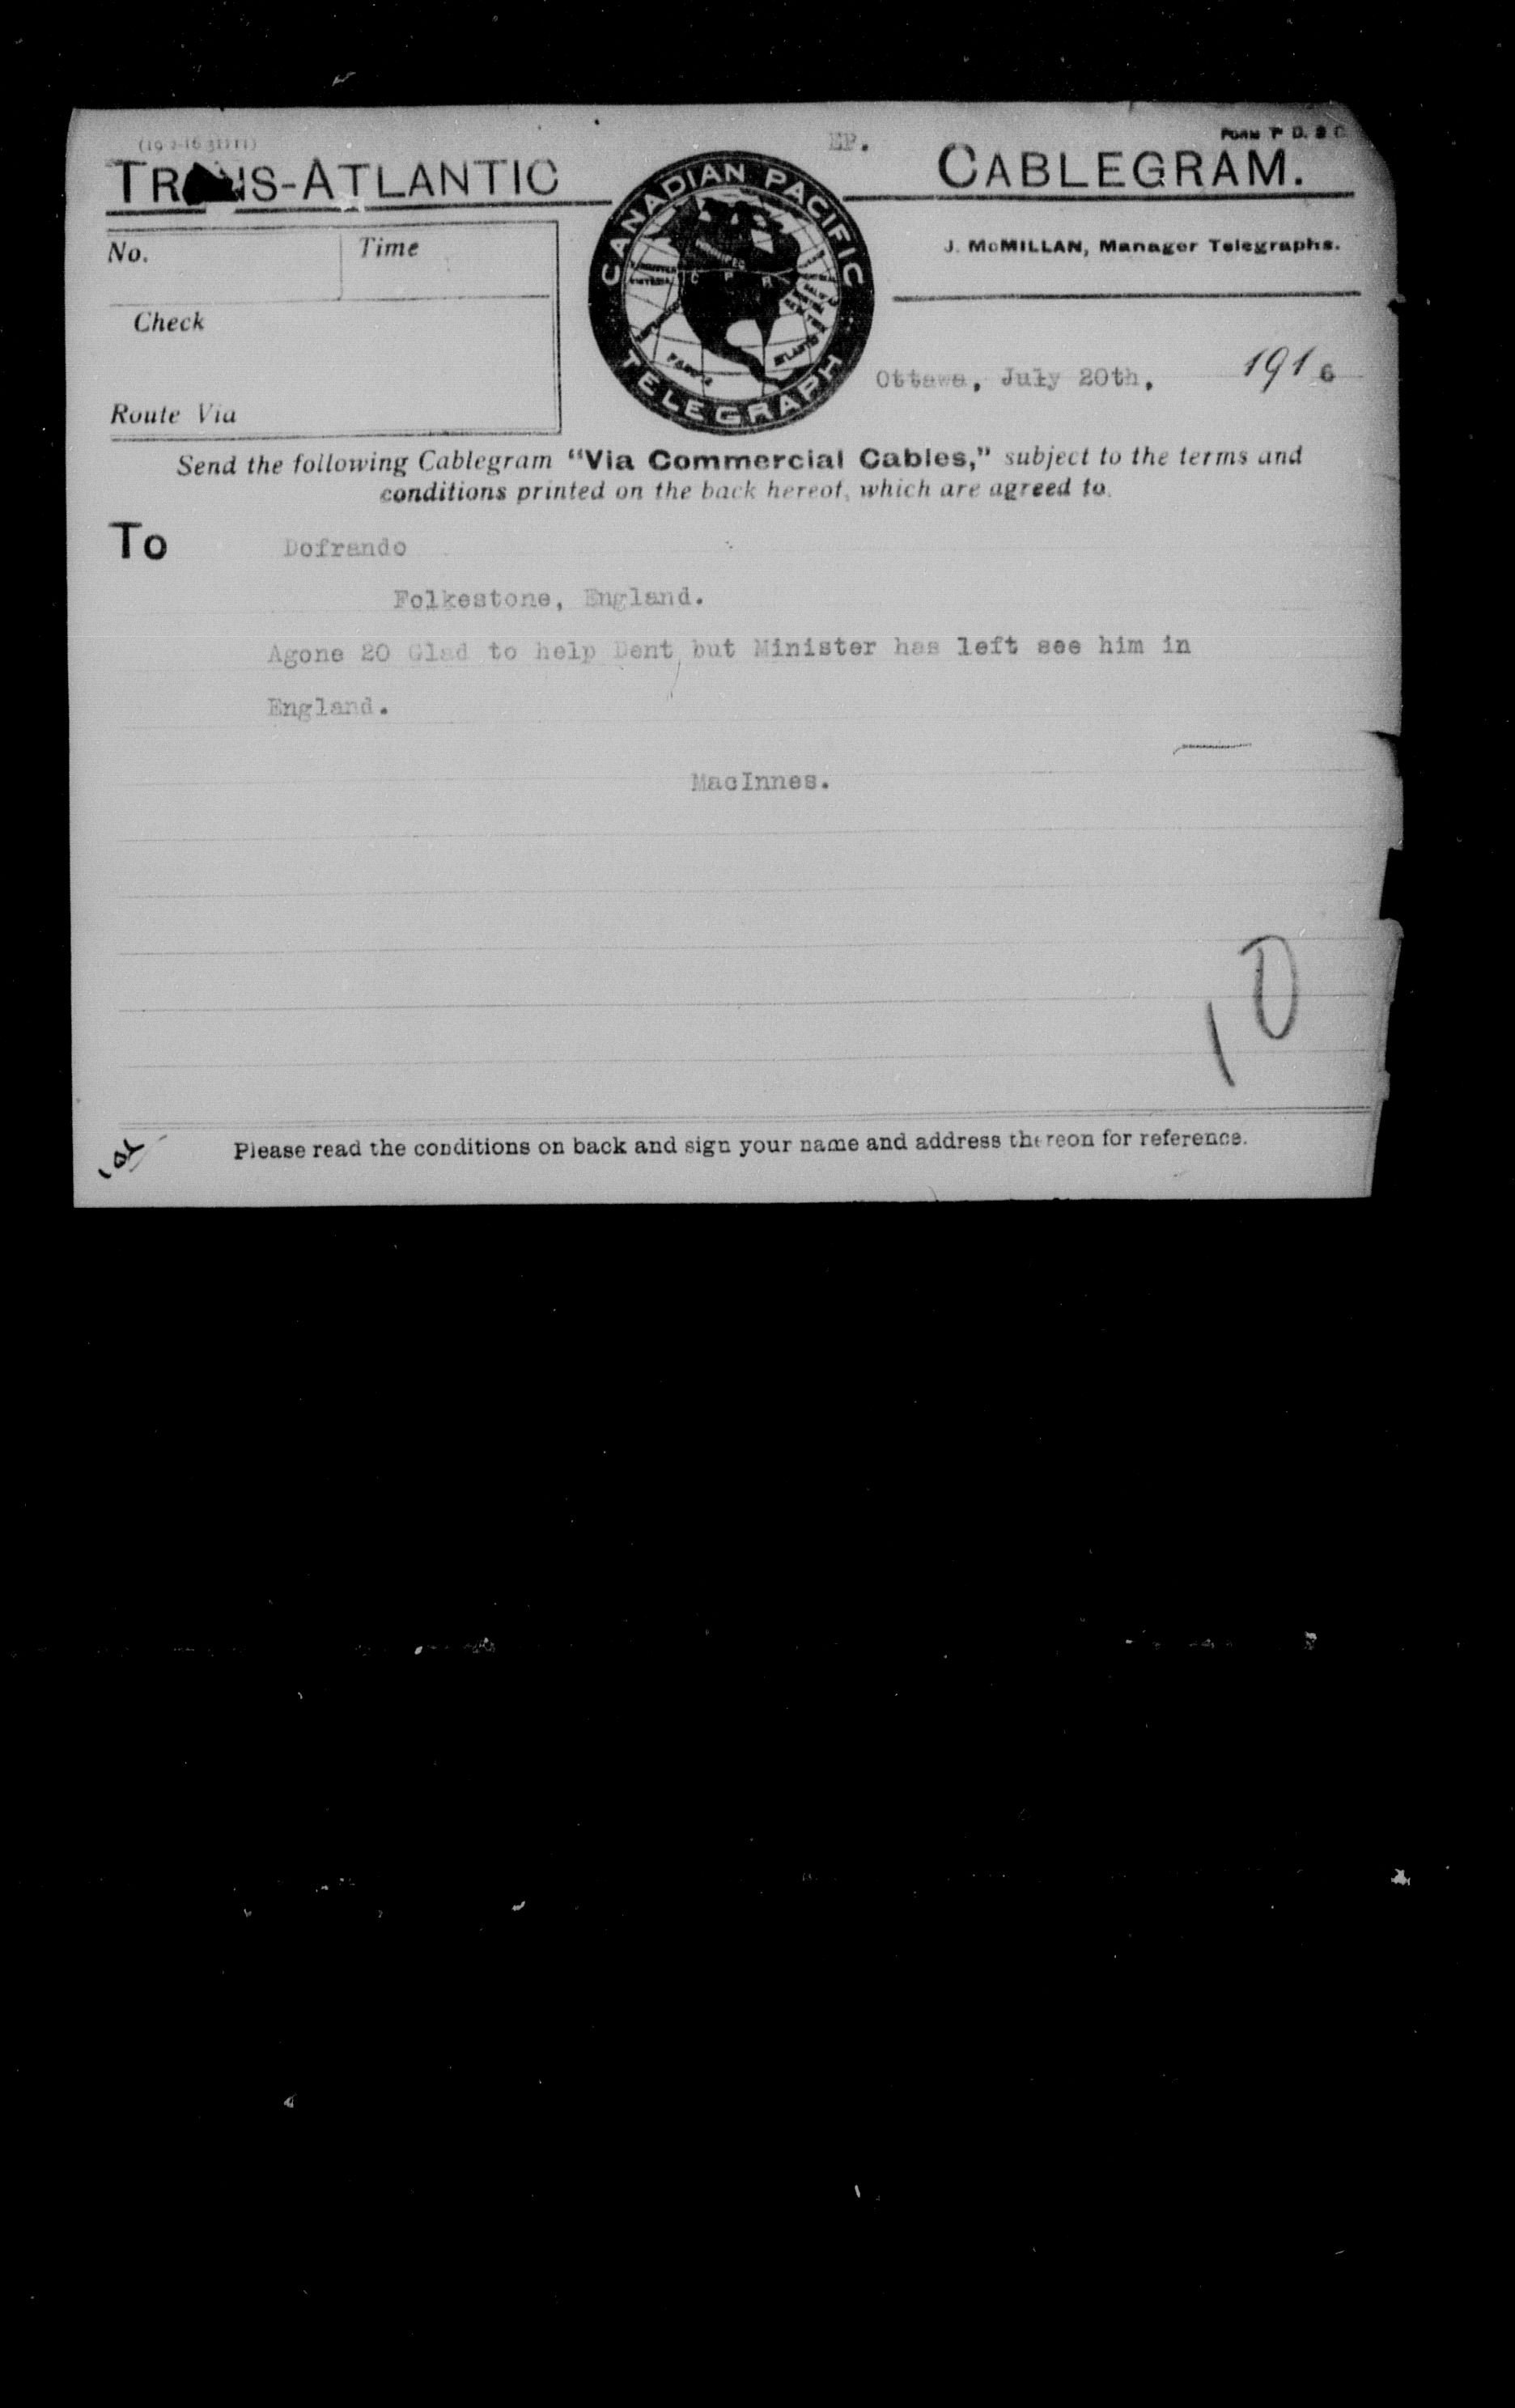 (19 2-16 31111)
EP.
TRANS-ATLANTIC
CABLEGRAM.
CANADIAN PACIFIC
TELEGRAPH
WINNIPEG
C P R
No.
Time
J. McMILLAN, Manager Telegraphs.
Check
Ottawa, July 20th, 1916
Route Via
Send the following Cablegram "Via Commercial Cables," subject to the terms and
conditions printed on the back hereof, which are agreed to.
To Dofrando
Folkestone, England.
Agone 20 Glad to help Dent but Minister has left see him in
England.
MacInnes.
10
Please read the conditions on back and sign your name and address thereon for reference.